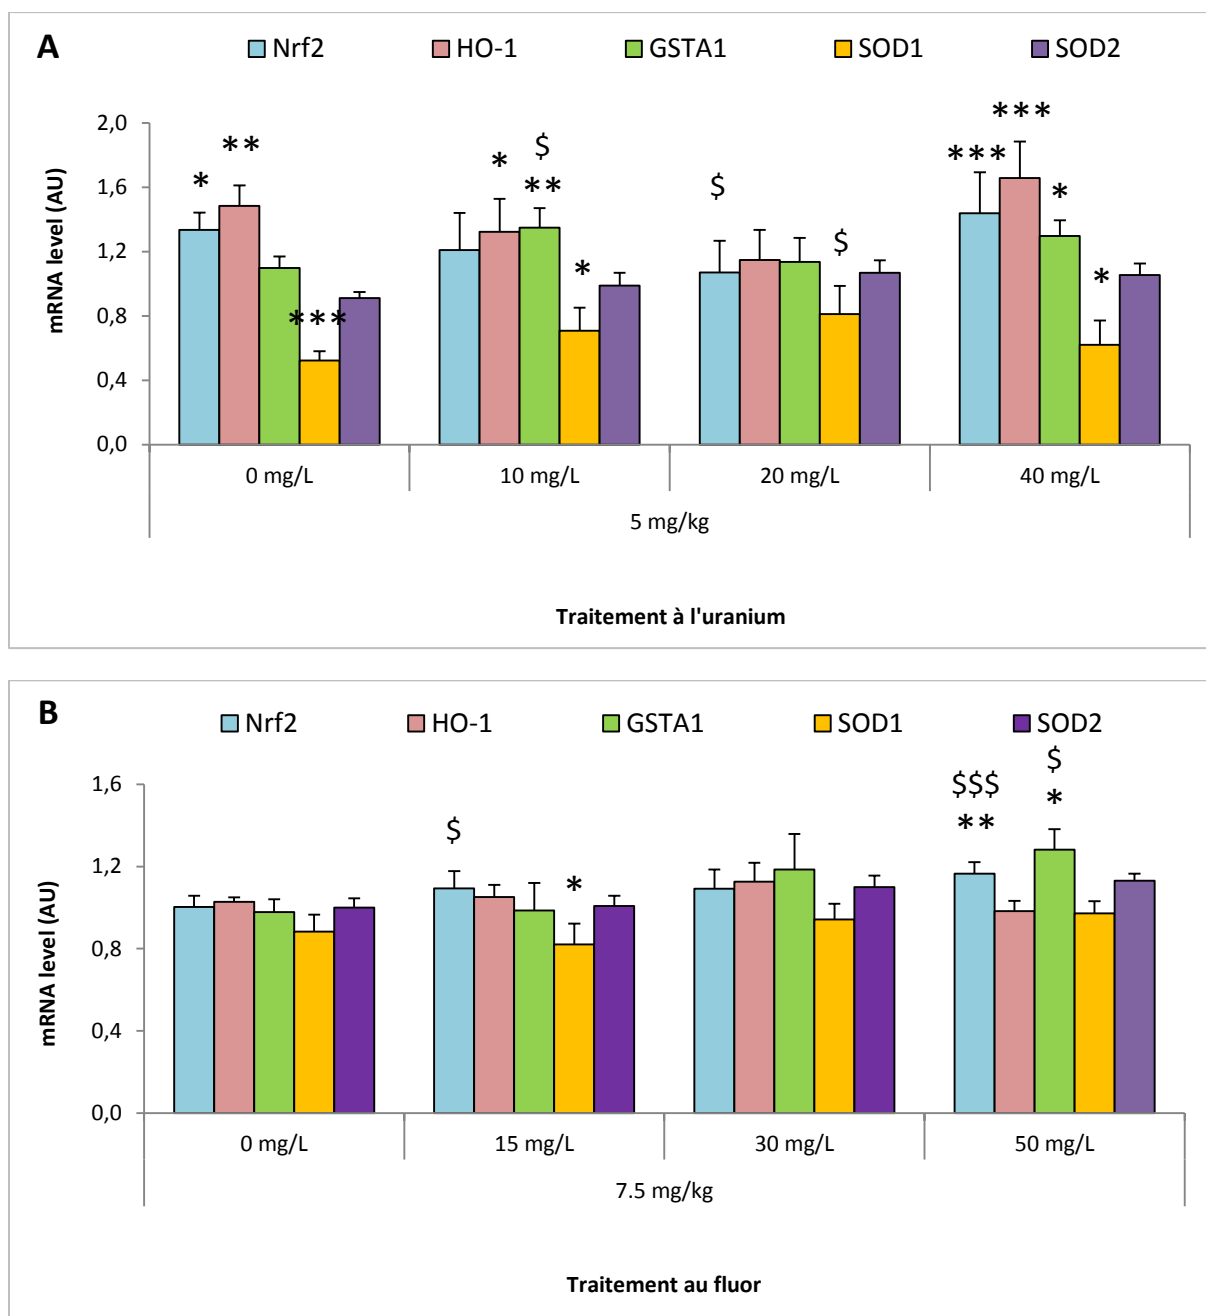 A
Nrf2 HO-1 GSTA1 SOD1 SOD2
mRNA level (AU)
2,0
1,6
1,2
0,8
0,4
0,0
* ** *** * $ ** * $ $ *** *** * *
0 mg/L 10 mg/L 20 mg/L 40 mg/L
5 mg/kg
Traitement à l'uranium
B
Nrf2 HO-1 GSTA1 SOD1 SOD2
mRNA level (AU)
1,6
1,2
0,8
0,4
0,0
$ * $$$ ** $ *
0 mg/L 15 mg/L 30 mg/L 50 mg/L
7.5 mg/kg
Traitement au fluor